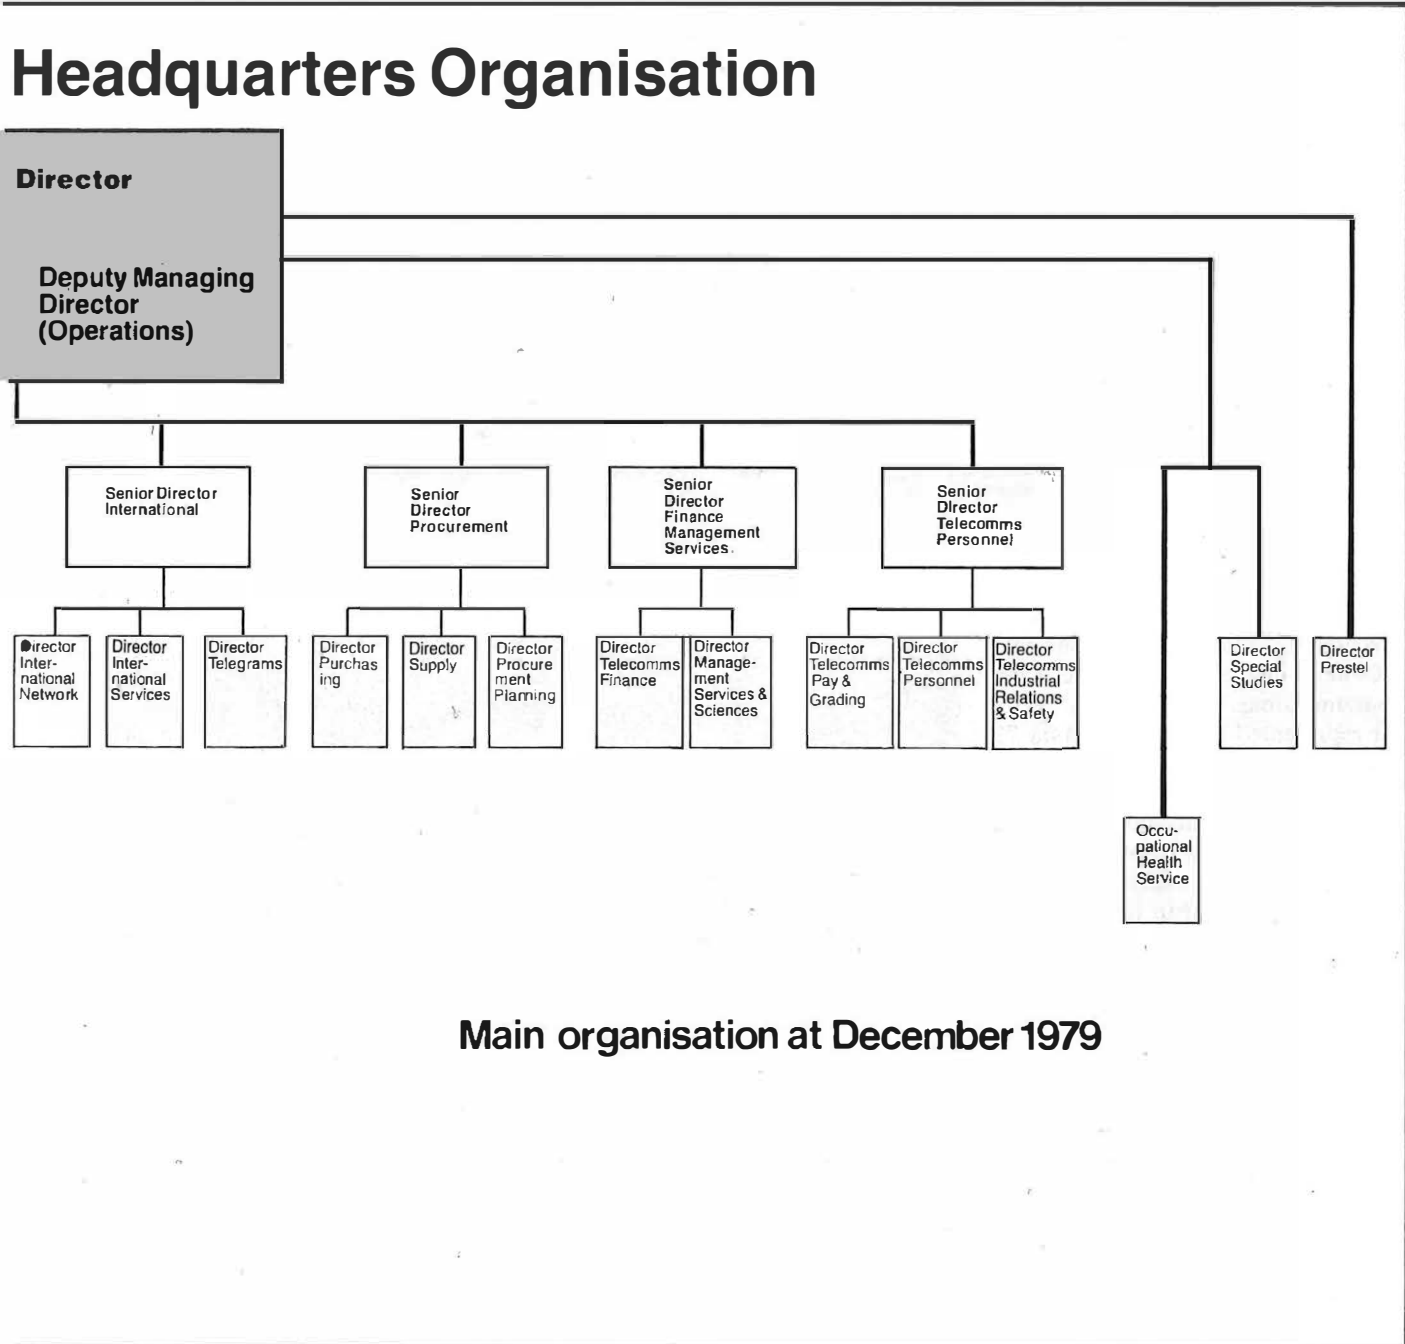 Headquarters Organisation
Director
Deputy Managing
Director
(Operations)
Senior Director
International
Senior
Director
Procurement
Senior
Director
Finance
Management
Services
Senior
Director
Telecomms
Personnel
Director
Inter-
national
Network
Director
Inter-
national
Services
Director
Telegrams
Director
Purchas
ing
Director
Supply
Director
Procure
ment
Planning
Director
Telecomms
Finance
Director
Manage-
ment
Services &
Sciences
Director
Telecomms
Pay &
Grading
Director
Telecomms
Personnel
Director
Telecomms
Industrial
Relations
& Safety
Director
Special
Studies
Director
Prestel
Occu-
pational
Health
Service
Main organisation at December 1979